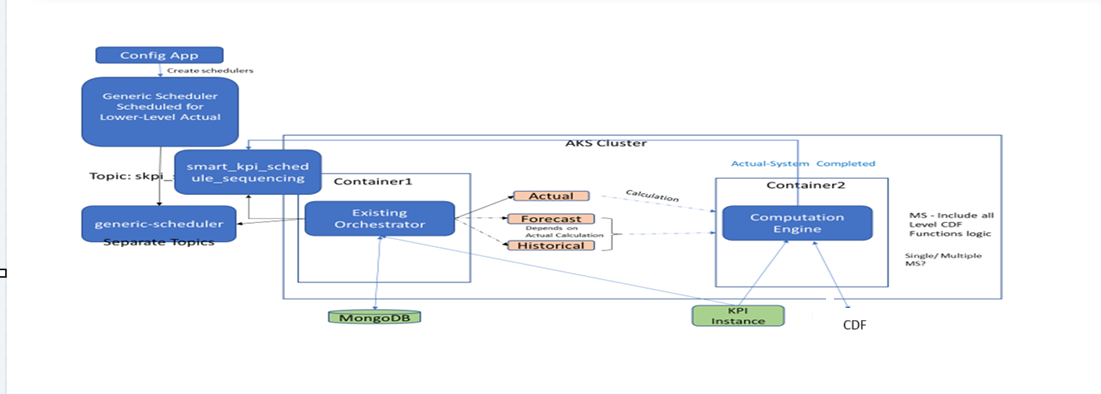 Config App
Create schedulers
Generic Scheduler
Scheduled for
Lower-Level Actual
AKS Cluster
smart_kpi_sched
ule_sequencing
Topic: skpi_
Actual-System Completed
Container1
Container2
Actual
Calculation
Existing
Orchestrator
Forecast
Depends on
Actual Calculation
Historical
Computation
Engine
MS - Include all
Level CDF
Functions logic
Single/ Multiple
MS?
generic-scheduler
Separate Topics
MongoDB
KPI
Instance
CDF